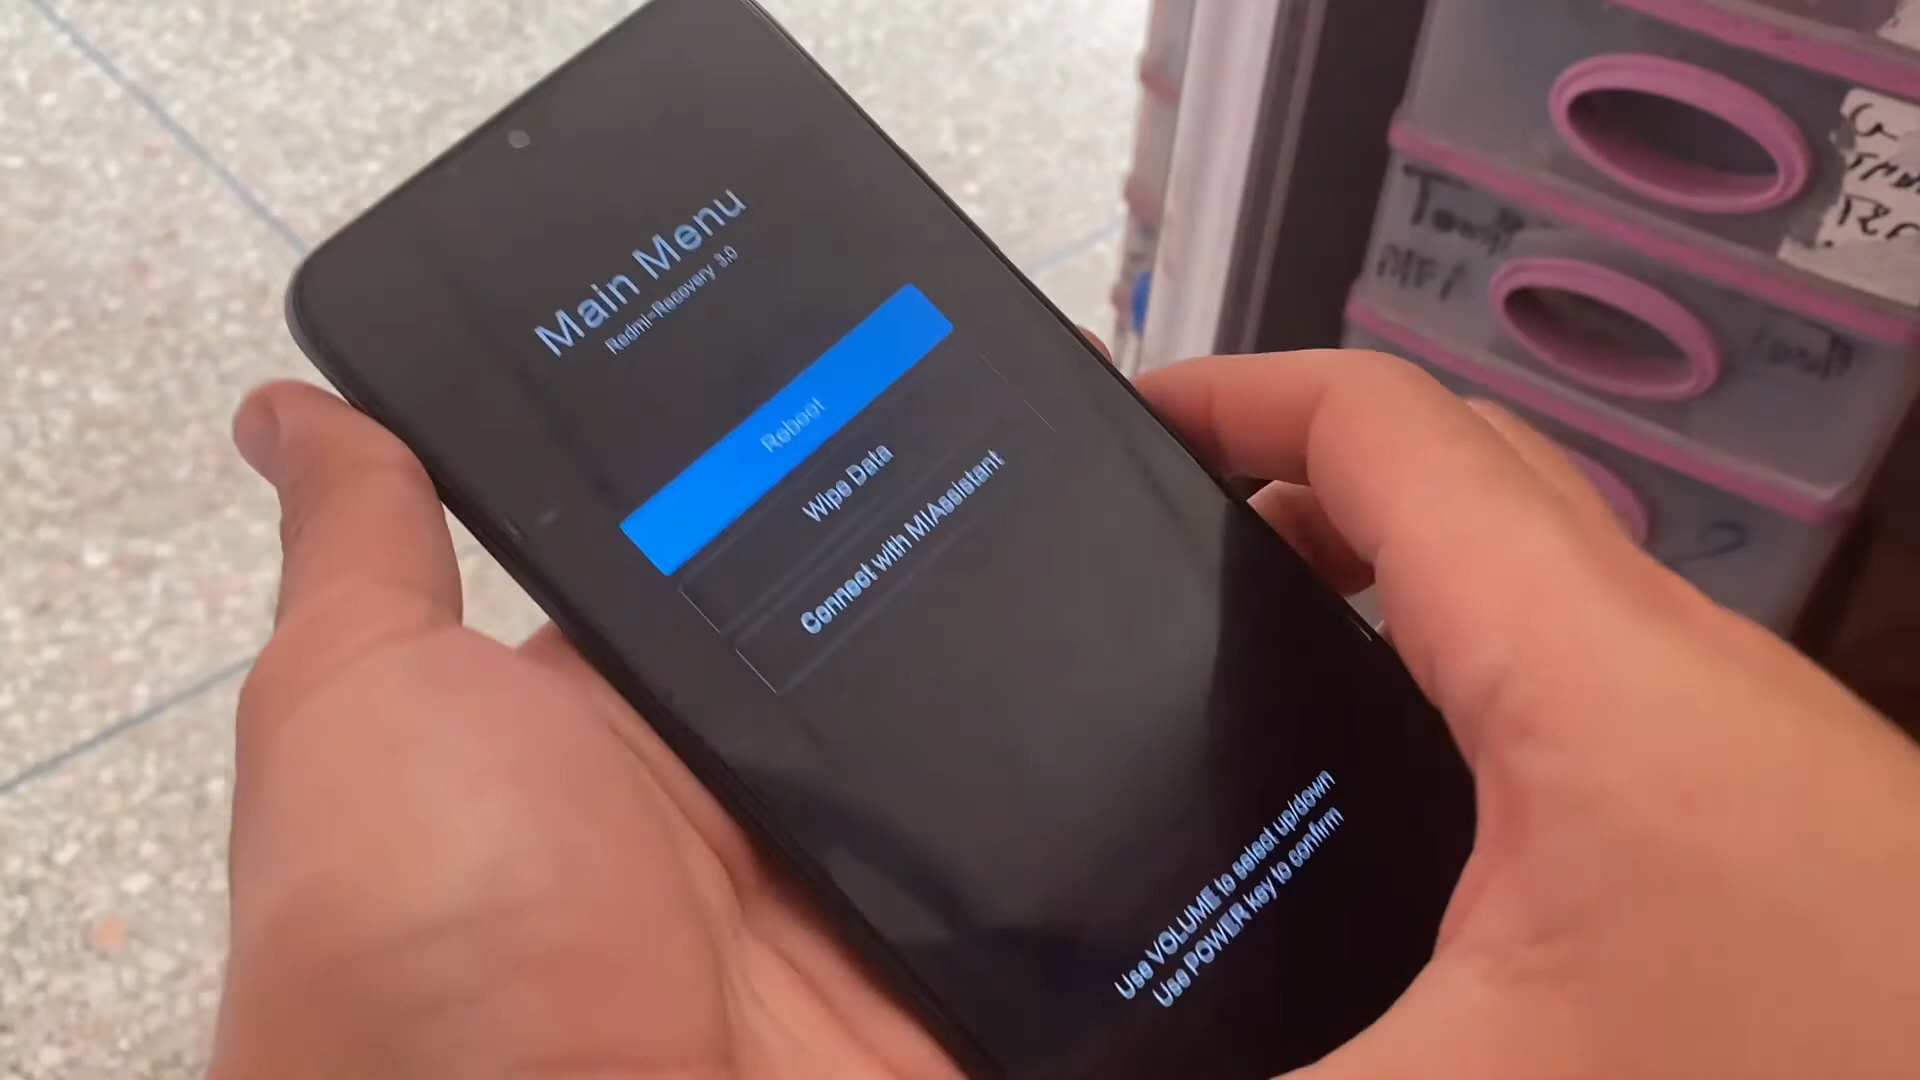 Main Menu
Redmi-Recovery 3.0
Reboot
Wipe Data
Connect with MIAssistant
Use VOLUME to select up/down
Use POWER key to confirm